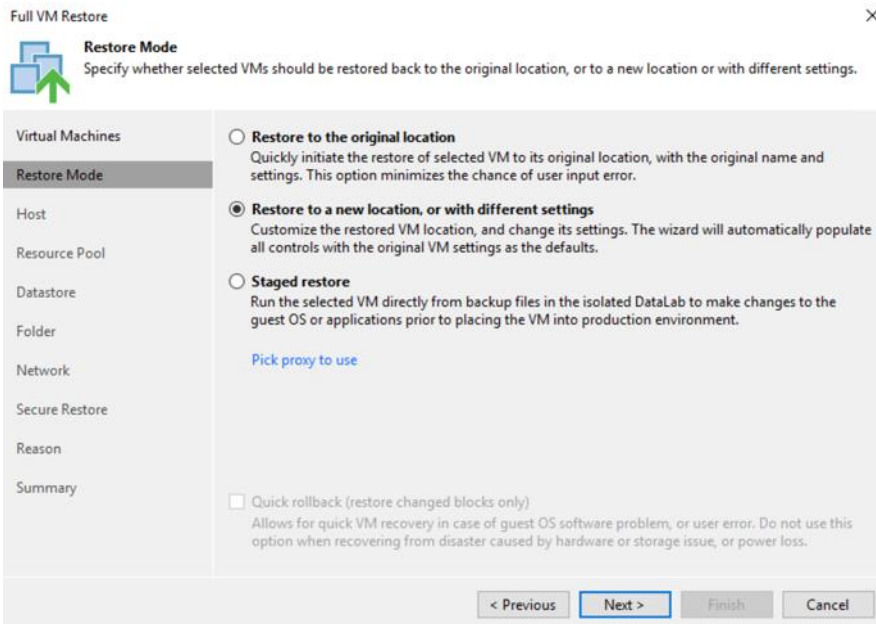 Full VM Restore
Restore Mode
Specify whether selected VMs should be restored back to the original location, or to a new location or with different settings.
Virtual Machines
Restore Mode
Host
Resource Pool
Datastore
Folder
Network
Secure Restore
Reason
Summary
Restore to the original location
Quickly initiate the restore of selected VM to its original location, with the original name and
settings. This option minimizes the chance of user input error.
Restore to a new location, or with different settings
Customize the restored VM location, and change its settings. The wizard will automatically populate
all controls with the original VM settings as the defaults.
Staged restore
Run the selected VM directly from backup files in the isolated DataLab to make changes to the
guest OS or applications prior to placing the VM into production environment.
Pick proxy to use
Quick rollback (restore changed blocks only)
Allows for quick VM recovery in case of guest OS software problem, or user error. Do not use this
option when recovering from disaster caused by hardware or storage issue, or power loss.
< Previous
Next >
Finish
Cancel